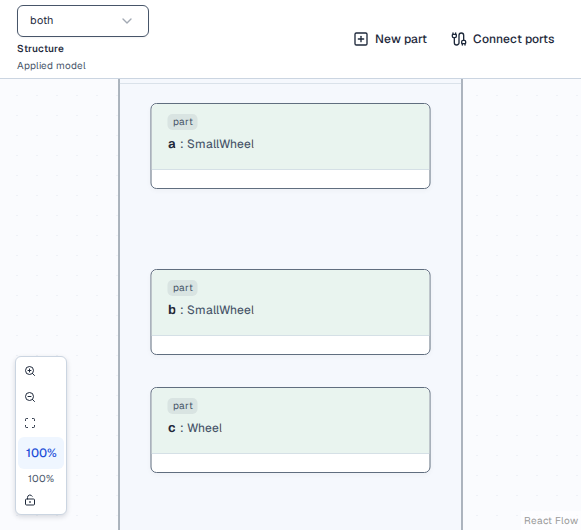 both
Structure
Applied model
New part
Connect ports
part
a : SmallWheel
part
b : SmallWheel
part
c : Wheel
100%
100%
React Flow